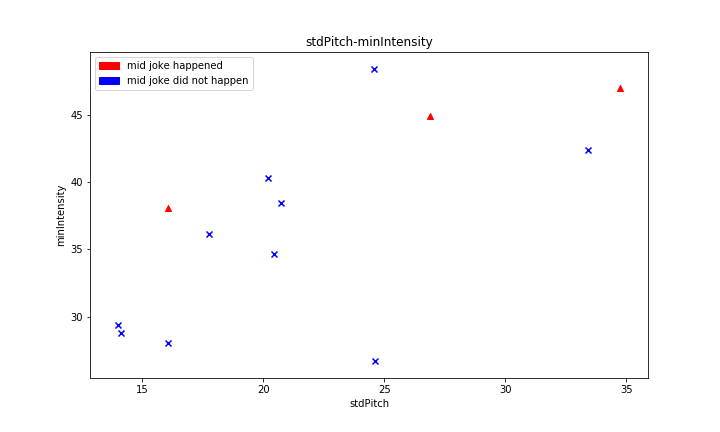 stdPitch-minIntensity
mid joke happened
mid joke did not happen
minIntensity
45
40
35
30
15 20 25 30 35
stdPitch